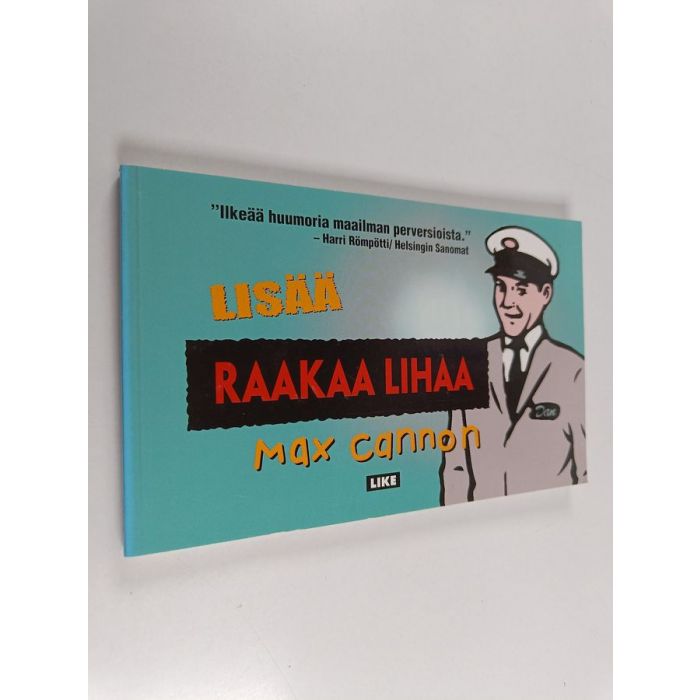 ”Ilkeää huumoria maailman perversioista.”
– Harri Römpötti/ Helsingin Sanomat
LISÄÄ
RAAKAA LIHAA
Max Cannon
LIKE
Dan